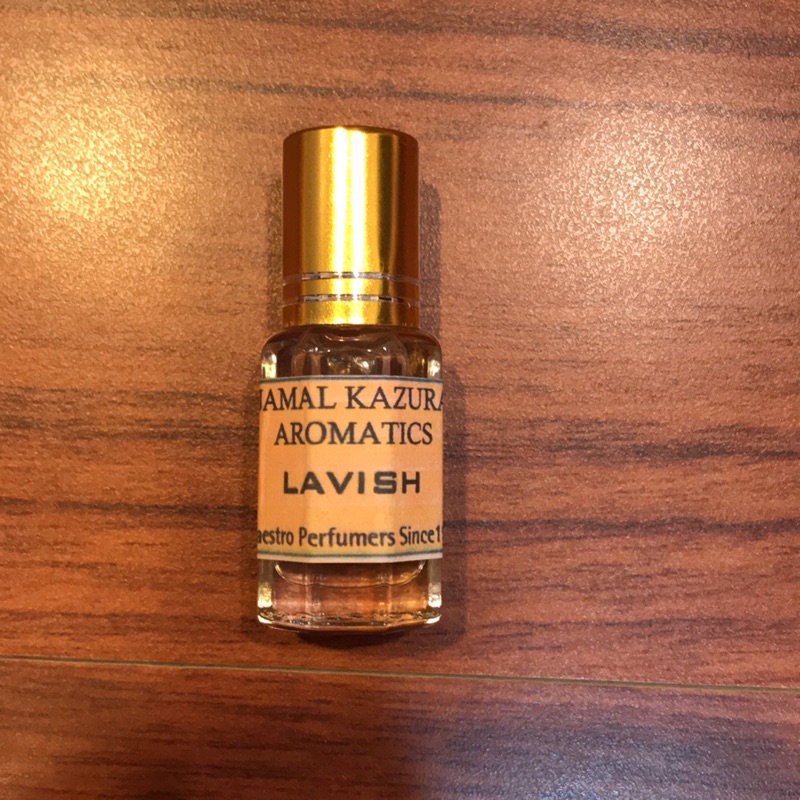 JAMAL KAZURA
AROMATICS
LAVISH
aestro Perfumers Since 1